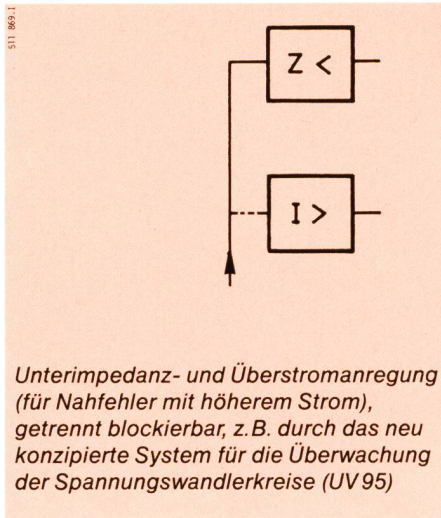 511 869.I
Z <
I >
Unterimpedanz- und Überstromanregung
(für Nahfehler mit höherem Strom),
getrennt blockierbar, z.B. durch das neu
konzipierte System für die Überwachung
der Spannungswandlerkreise (UV 95)